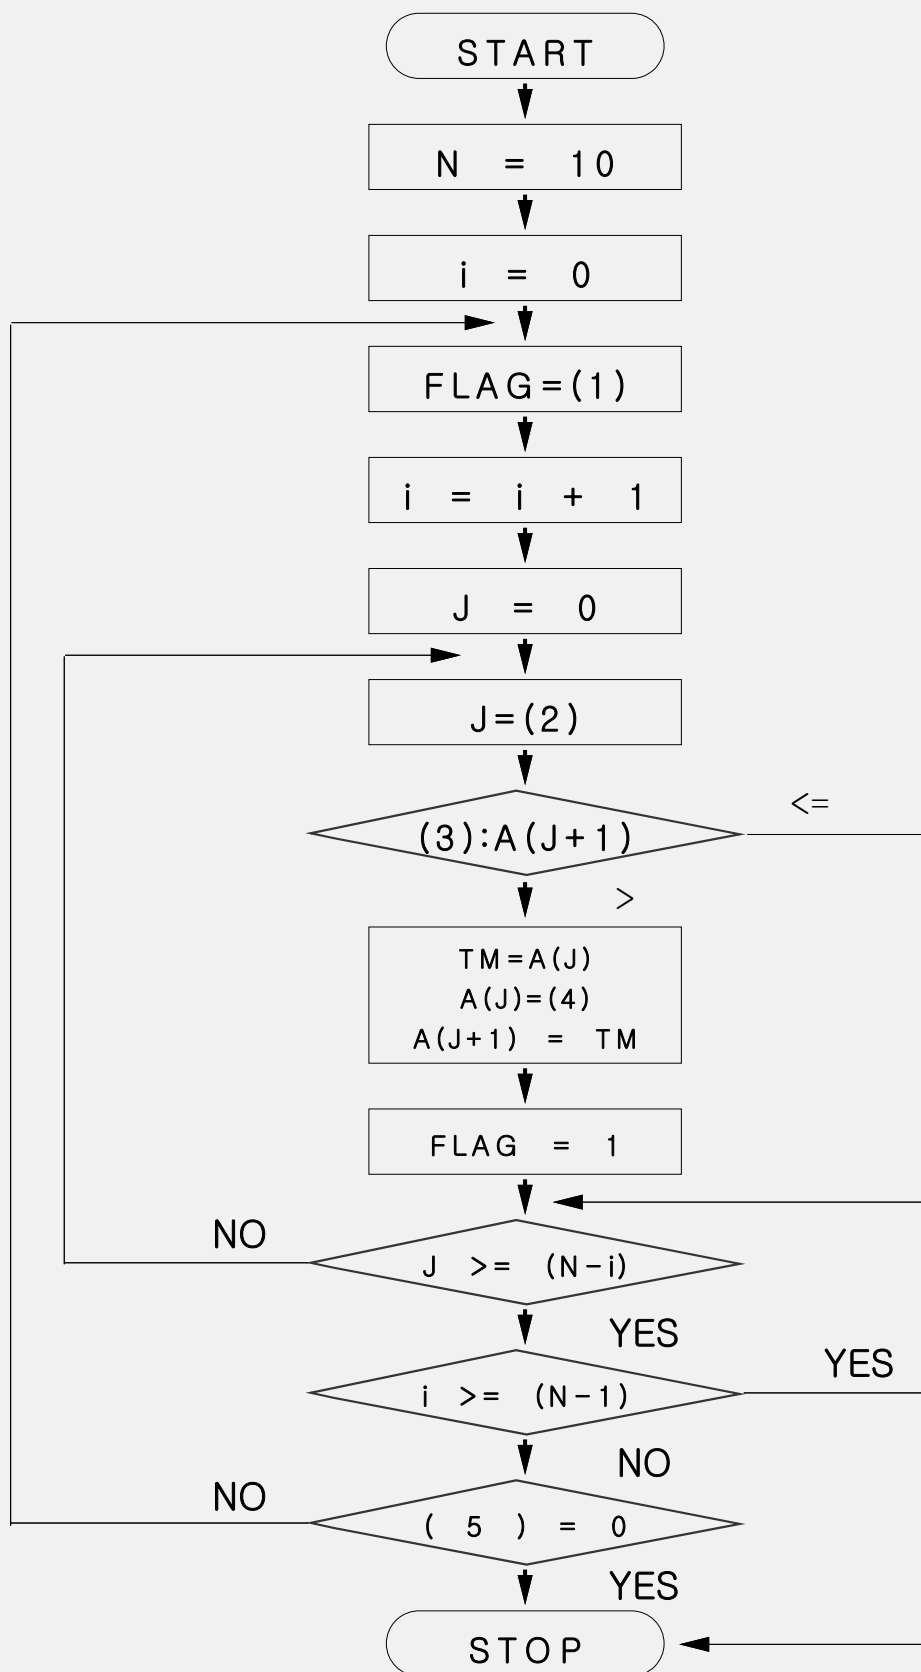 START
N = 10
i = 0
FLAG=(1)
i = i + 1
J = 0
J=(2)
<=
(3):A(J+1)
>
TM=A(J)
A(J)=(4)
A(J+1) = TM
FLAG = 1
NO
J >= (N-i)
YES
YES
i >= (N-1)
NO
NO
( 5 ) = 0
YES
STOP